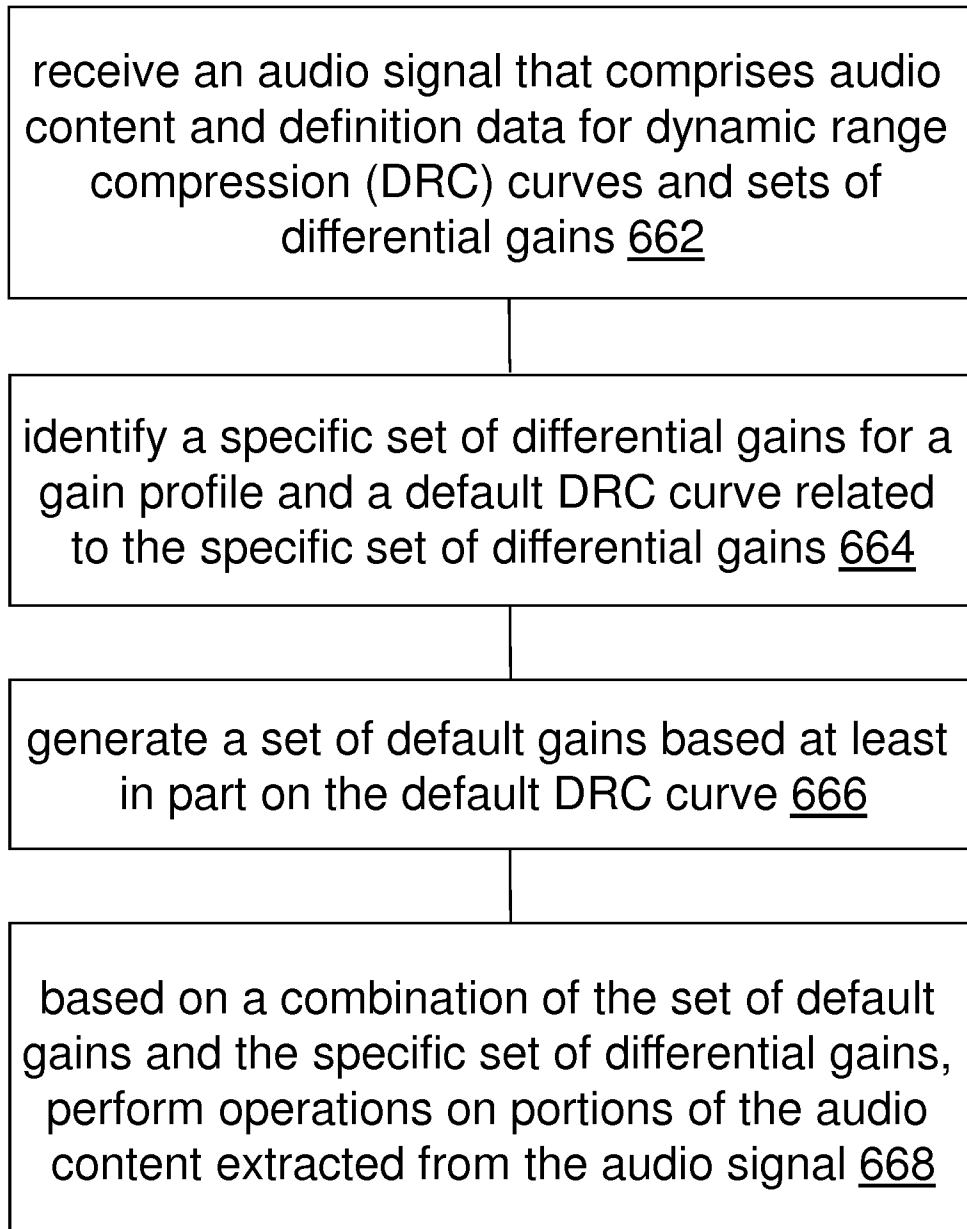 receive an audio signal that comprises audio
content and definition data for dynamic range
compression (DRC) curves and sets of
differential gains 662
identify a specific set of differential gains for a
gain profile and a default DRC curve related
to the specific set of differential gains 664
generate a set of default gains based at least
in part on the default DRC curve 666
based on a combination of the set of default
gains and the specific set of differential gains,
perform operations on portions of the audio
content extracted from the audio signal 668